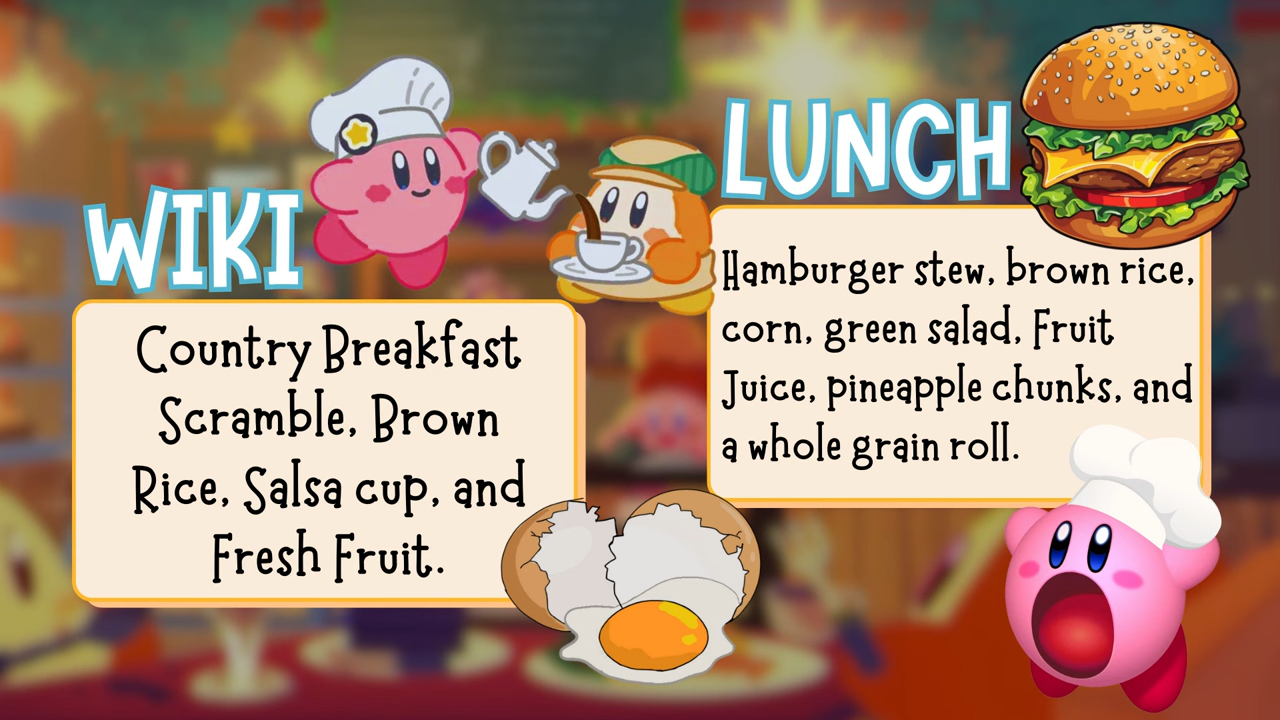 WIKI
Country Breakfast
Scramble, Brown
Rice, Salsa cup, and
Fresh Fruit.
LUNCH
Hamburger stew, brown rice,
corn, green salad, Fruit
Juice, pineapple chunks, and
a whole grain roll.